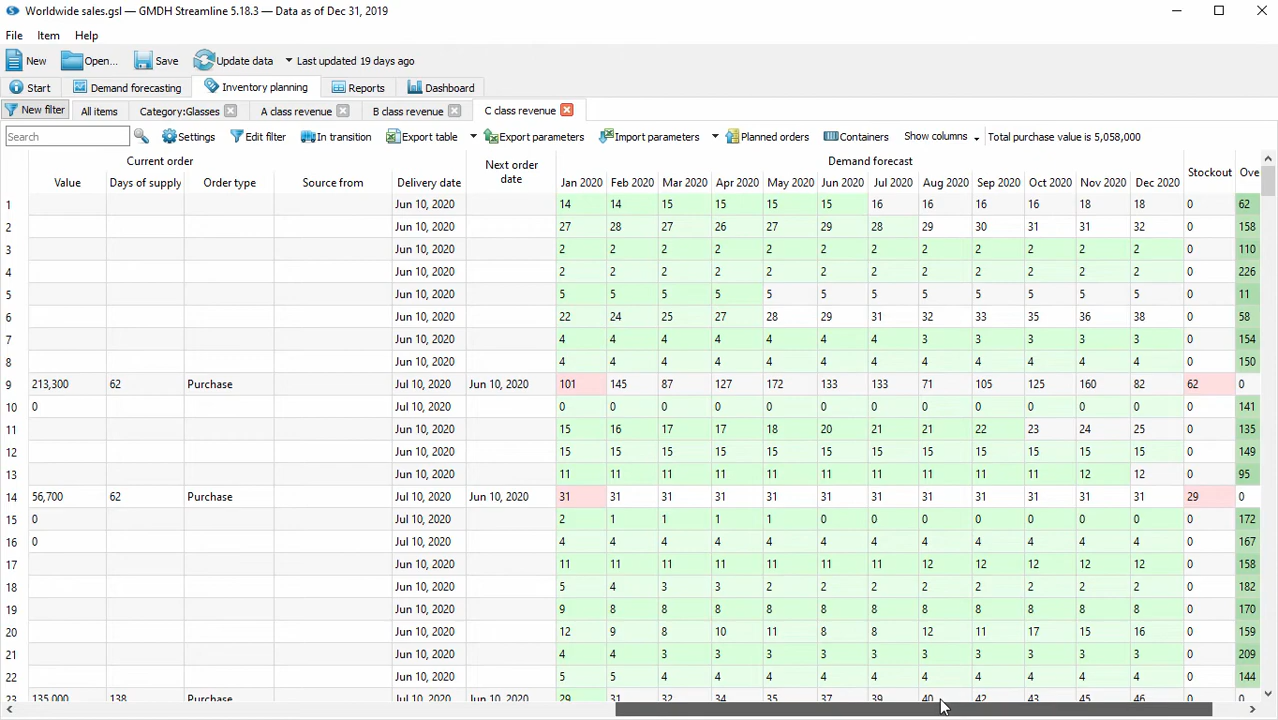 Worldwide sales.gsl — GMDH Streamline 5.18.3 — Data as of Dec 31, 2019
File Item Help
New Open... Save Update data Last updated 19 days ago
Start Demand forecasting Inventory planning Reports Dashboard
New filter All items Category:Glasses A class revenue B class revenue C class revenue
Search Settings Edit filter In transition Export table Export parameters Import parameters Planned orders Containers Show columns Total purchase value is 5,058,000
Current order Next order date Demand forecast Stockout Ove
Value Days of supply Order type Source from Delivery date Jan 2020 Feb 2020 Mar 2020 Apr 2020 May 2020 Jun 2020 Jul 2020 Aug 2020 Sep 2020 Oct 2020 Nov 2020 Dec 2020
1 Jun 10, 2020 14 14 15 15 15 15 16 16 16 16 18 18 0 62
2 Jun 10, 2020 27 28 27 26 27 29 28 29 30 31 31 32 0 158
3 Jun 10, 2020 2 2 2 2 2 2 2 2 2 2 2 2 0 110
4 Jun 10, 2020 2 2 2 2 2 2 2 2 2 2 2 2 0 226
5 Jun 10, 2020 5 5 5 5 5 5 5 5 5 5 5 5 0 11
6 Jun 10, 2020 22 24 25 27 28 29 31 32 33 35 36 38 0 58
7 Jun 10, 2020 4 4 4 4 4 4 4 3 3 3 3 3 0 154
8 Jun 10, 2020 4 4 4 4 4 4 4 4 4 4 4 4 0 150
9 213,300 62 Purchase Jul 10, 2020 Jun 10, 2020 101 145 87 127 172 133 133 71 105 125 160 82 62 0
10 0 Jul 10, 2020 0 0 0 0 0 0 0 0 0 0 0 0 0 141
11 Jun 10, 2020 15 16 17 17 18 20 21 21 22 23 24 25 0 135
12 Jun 10, 2020 15 15 15 15 15 15 15 15 15 15 15 15 0 149
13 Jun 10, 2020 11 11 11 11 11 11 11 11 11 11 12 12 0 95
14 56,700 62 Purchase Jul 10, 2020 Jun 10, 2020 31 31 31 31 31 31 31 31 31 31 31 31 29 0
15 0 Jul 10, 2020 2 1 1 1 1 0 0 0 0 0 0 0 0 172
16 0 Jul 10, 2020 4 4 4 4 4 4 4 4 4 4 4 4 0 167
17 Jun 10, 2020 11 11 11 11 11 11 11 12 12 12 12 12 0 158
18 Jun 10, 2020 5 4 3 3 2 2 2 2 2 2 2 2 0 182
19 Jun 10, 2020 9 8 8 8 8 8 8 8 8 8 8 8 0 170
20 Jun 10, 2020 12 9 8 10 11 8 8 12 11 17 15 16 0 159
21 Jun 10, 2020 4 4 3 3 3 3 3 3 3 3 3 3 0 209
22 Jun 10, 2020 5 5 4 4 4 4 4 4 4 4 4 4 0 144
23 135,000 138 Purchase Jul 10, 2020 Jun 10, 2020 29 31 32 34 35 37 39 40 42 43 45 46 0 0